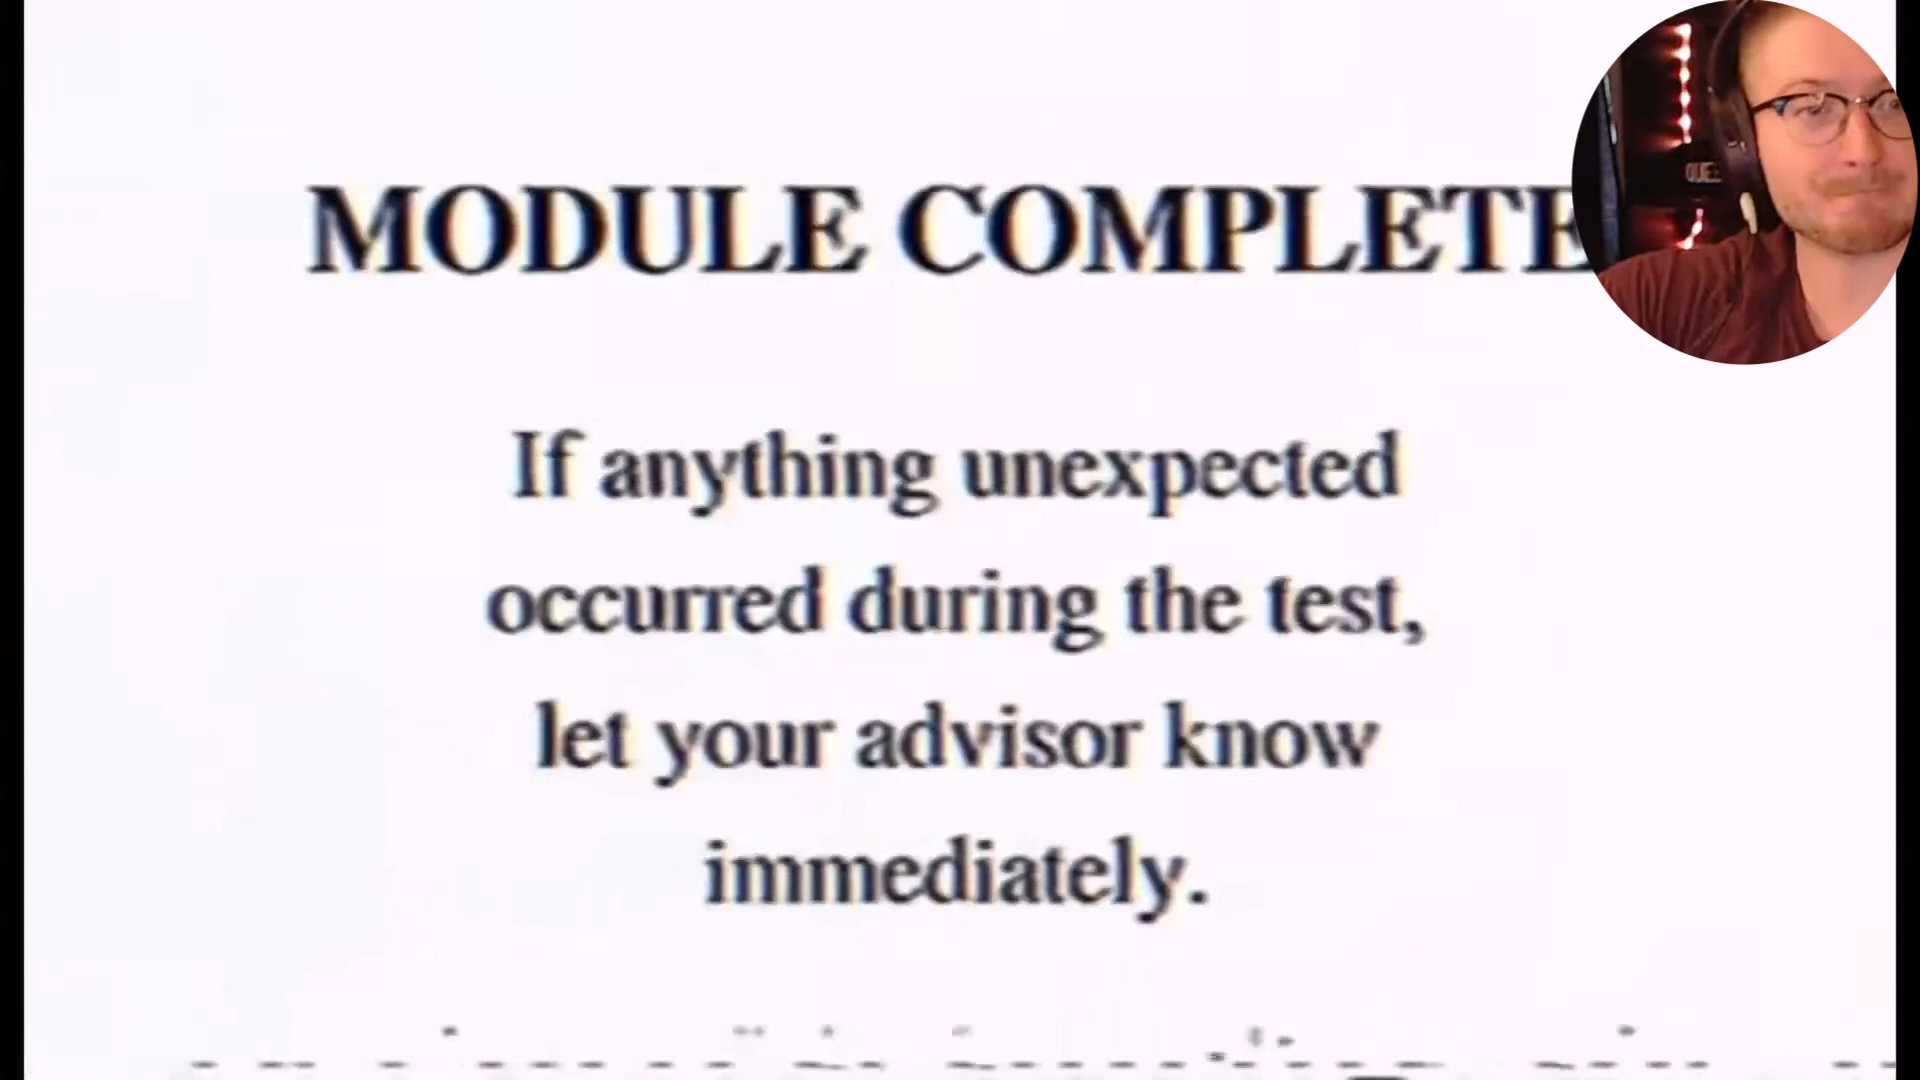 MODULE COMPLETE
If anything unexpected
occurred during the test,
let your advisor know
immediately.